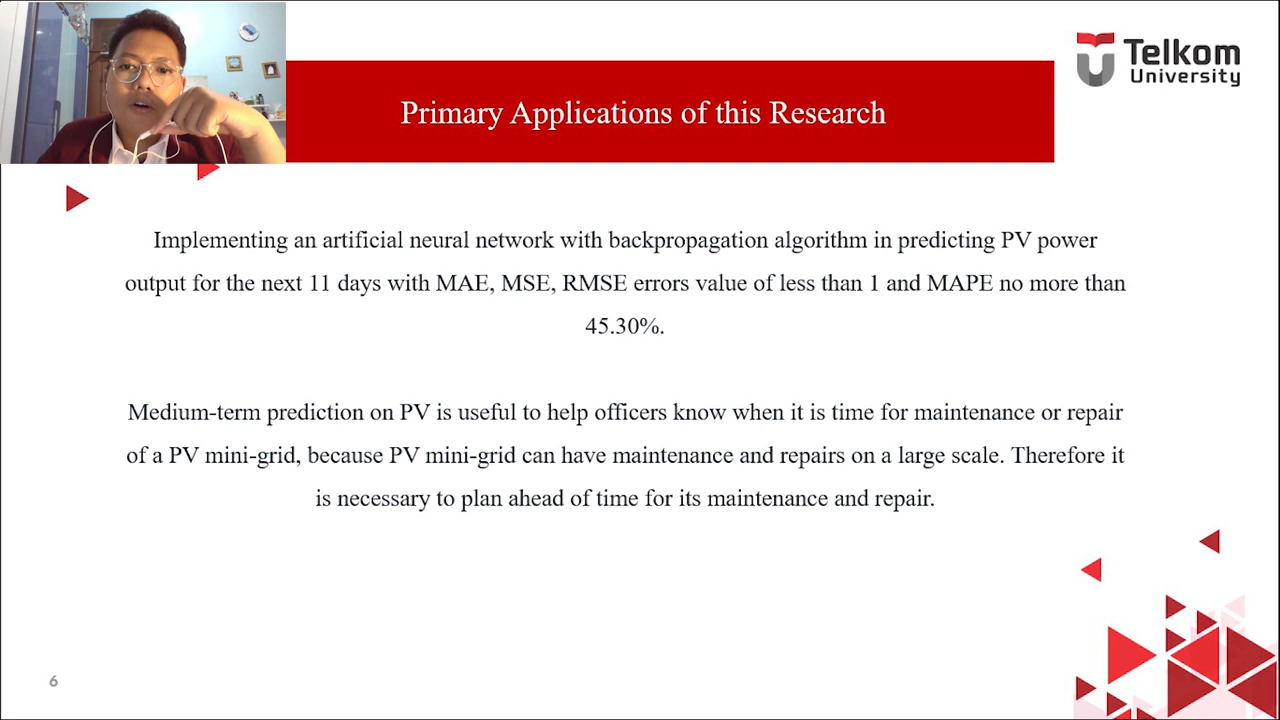 Telkom
University
Primary Applications of this Research
Implementing an artificial neural network with backpropagation algorithm in predicting PV power
output for the next 11 days with MAE, MSE, RMSE errors value of less than 1 and MAPE no more than
45.30%.
Medium-term prediction on PV is useful to help officers know when it is time for maintenance or repair
of a PV mini-grid, because PV mini-grid can have maintenance and repairs on a large scale. Therefore it
is necessary to plan ahead of time for its maintenance and repair.
6